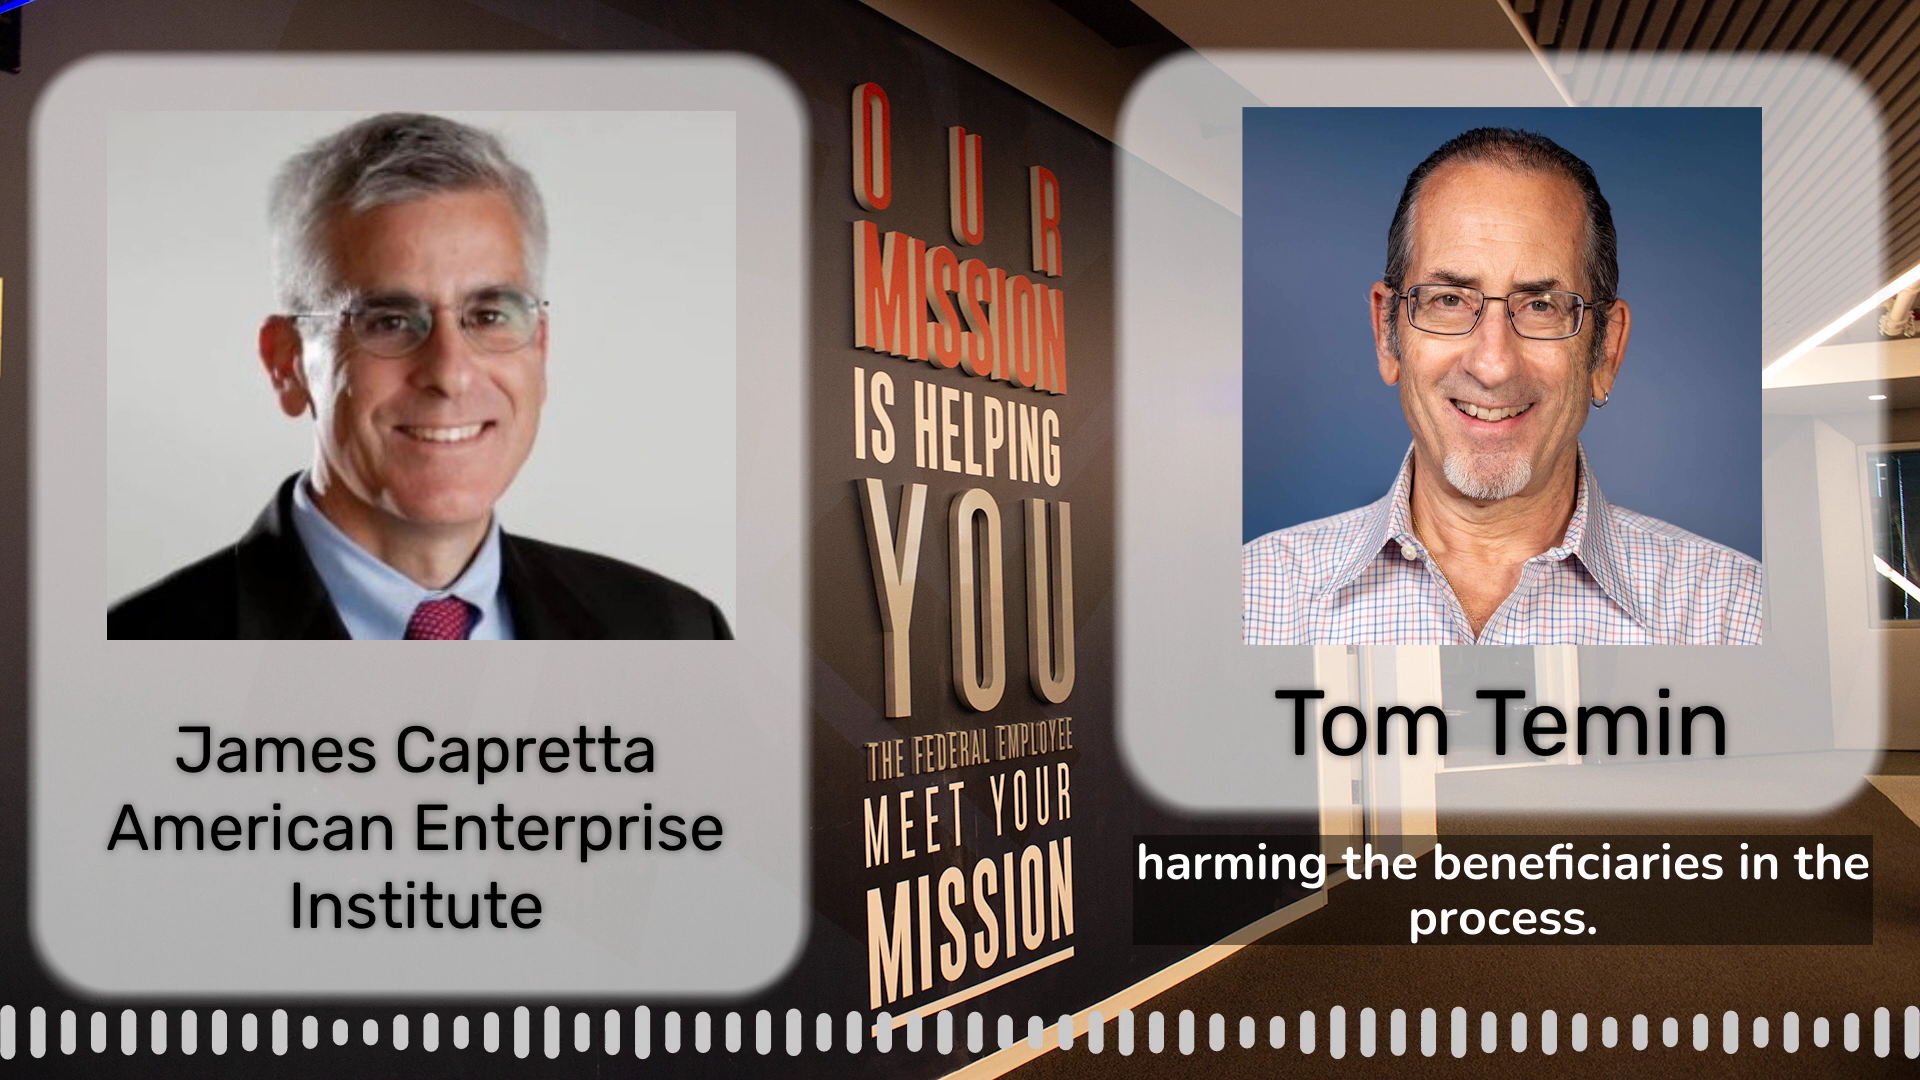 James Capretta
American Enterprise
Institute
OUR
MISSION
IS HELPING
YOU
THE FEDERAL EMPLOYEE
MEET YOUR
MISSION
Tom Temin
harming the beneficiaries in the
process.